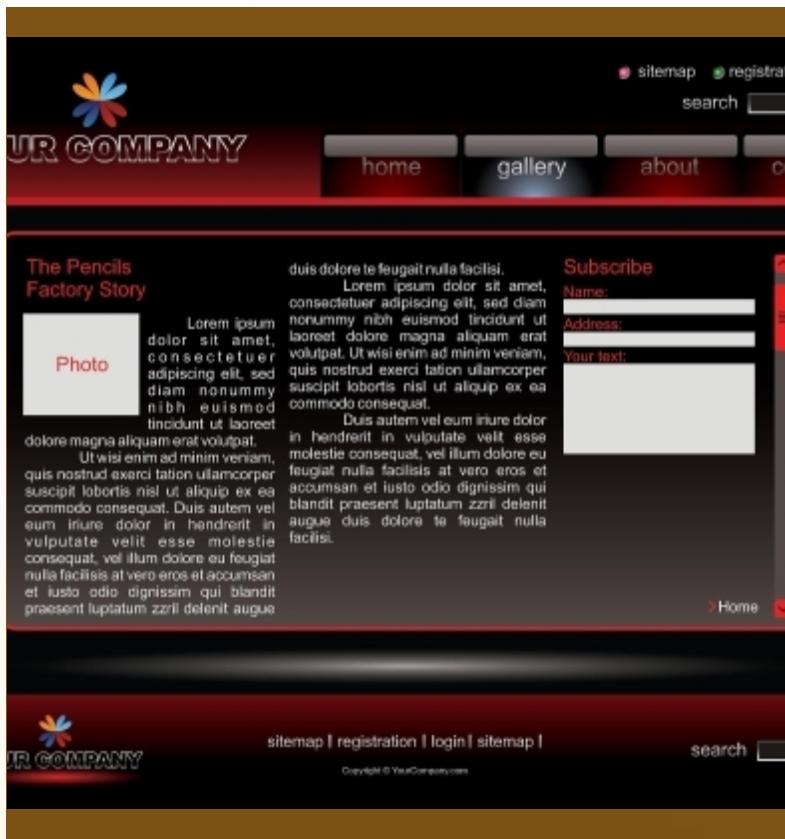 sitemap
registrat
search
UR COMPANY
home
gallery
about
c
The Pencils
Factory Story
Photo
Lorem ipsum
dolor sit amet,
consectetuer
adipiscing elit, sed
diam nonummy
nibh euismod
tincidunt ut laoreet
dolore magna aliquam erat volutpat.
Ut wisi enim ad minim veniam,
quis nostrud exerci tation ullamcorper
suscipit lobortis nisl ut aliquip ex ea
commodo consequat. Duis autem vel
eum iriure dolor in hendrerit in
vulputate velit esse molestie
consequat, vel illum dolore eu feugiat
nulla facilisis at vero eros et accumsan
et iusto odio dignissim qui blandit
praesent luptatum zzril delenit augue
duis dolore te feugait nulla facilisi.
Lorem ipsum dolor sit amet,
consectetuer adipiscing elit, sed diam
nonummy nibh euismod tincidunt ut
laoreet dolore magna aliquam erat
volutpat. Ut wisi enim ad minim veniam,
quis nostrud exerci tation ullamcorper
suscipit lobortis nisl ut aliquip ex ea
commodo consequat.
Duis autem vel eum iriure dolor
in hendrerit in vulputate velit esse
molestie consequat, vel illum dolore eu
feugiat nulla facilisis at vero eros et
accumsan et iusto odio dignissim qui
blandit praesent luptatum zzril delenit
augue duis dolore te feugait nulla
facilisi.
Subscribe
Name:
Address:
Your text:
> Home
UR COMPANY
sitemap | registration | login | sitemap |
Copyright © YourCompany.com
search